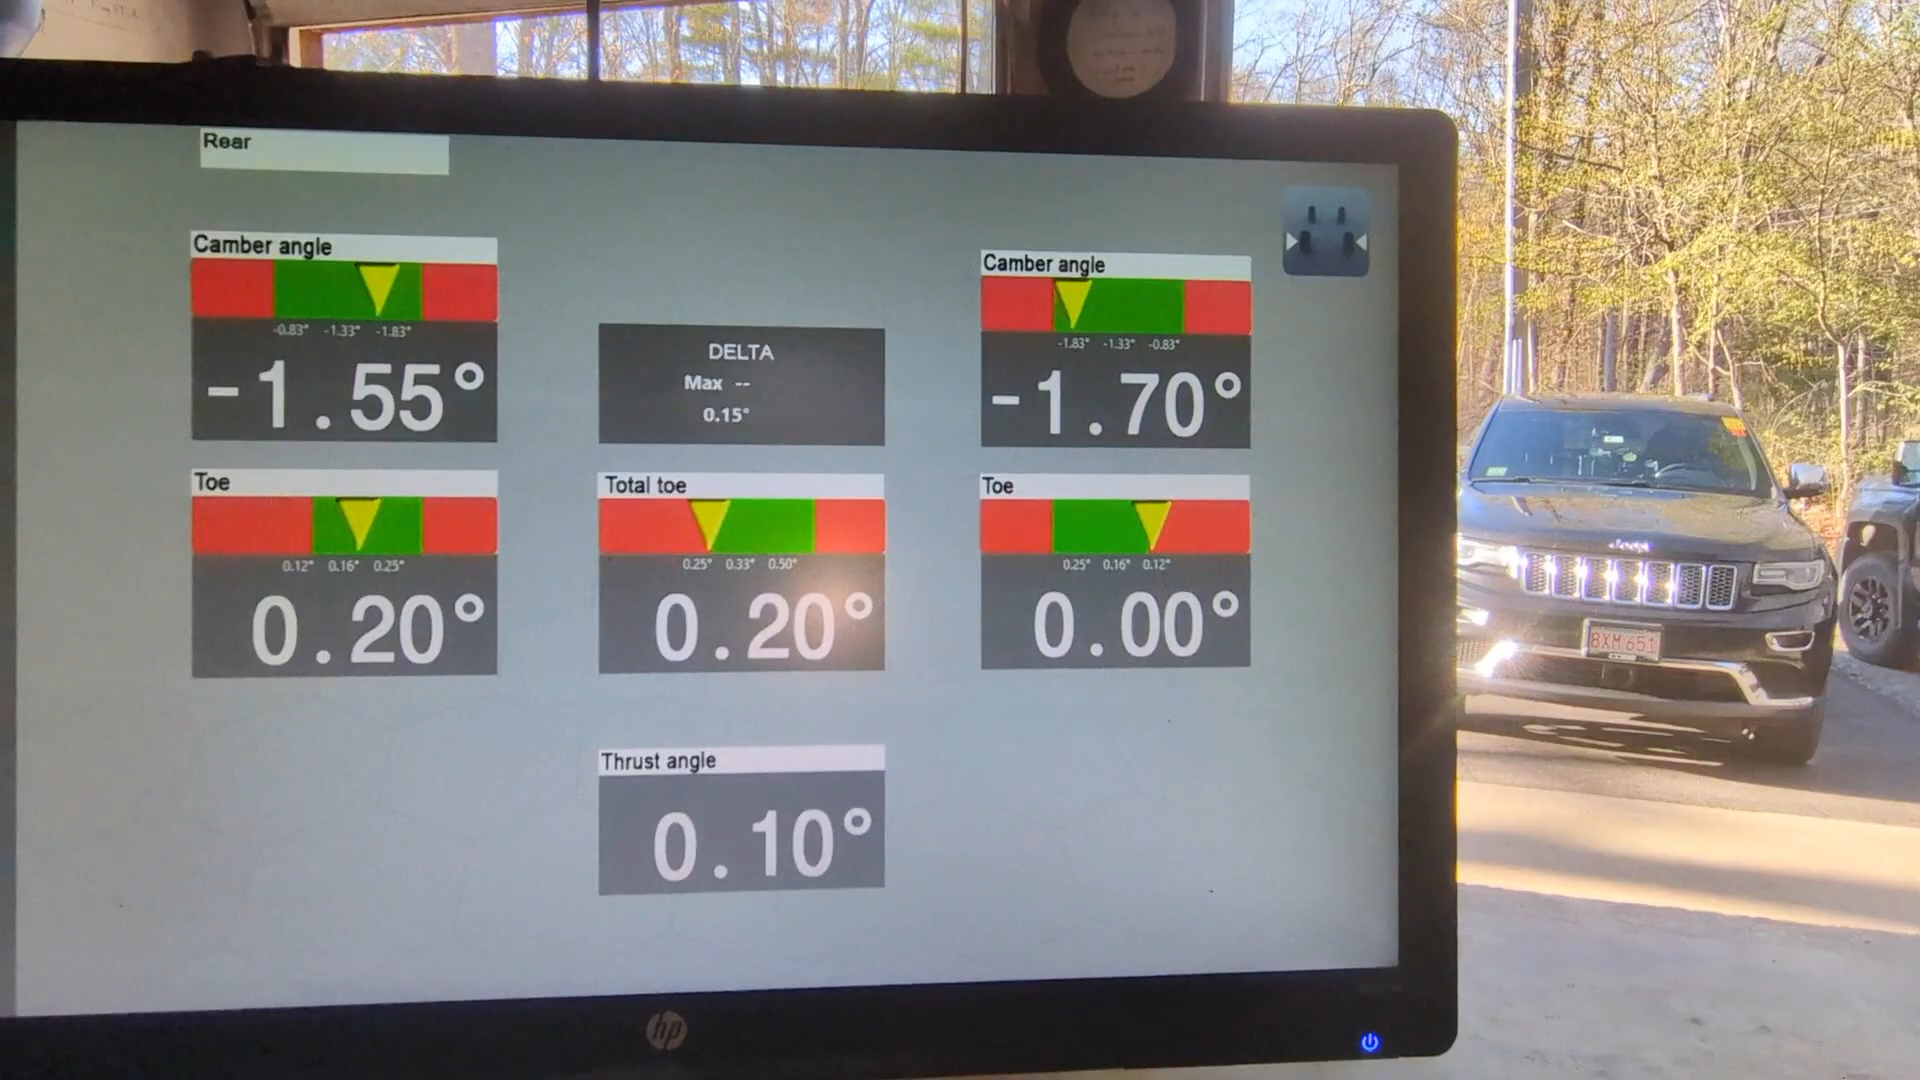 Rear
Camber angle
-0.83° -1.33° -1.83°
-1.55°
DELTA
Max --
0.15°
Camber angle
-1.83° -1.33° -0.83°
-1.70°
Toe
0.12° 0.16° 0.25°
0.20°
Total toe
0.25° 0.33° 0.50°
0.20°
Toe
0.25° 0.16° 0.12°
0.00°
Thrust angle
0.10°
hp
Jeep
8XM 651